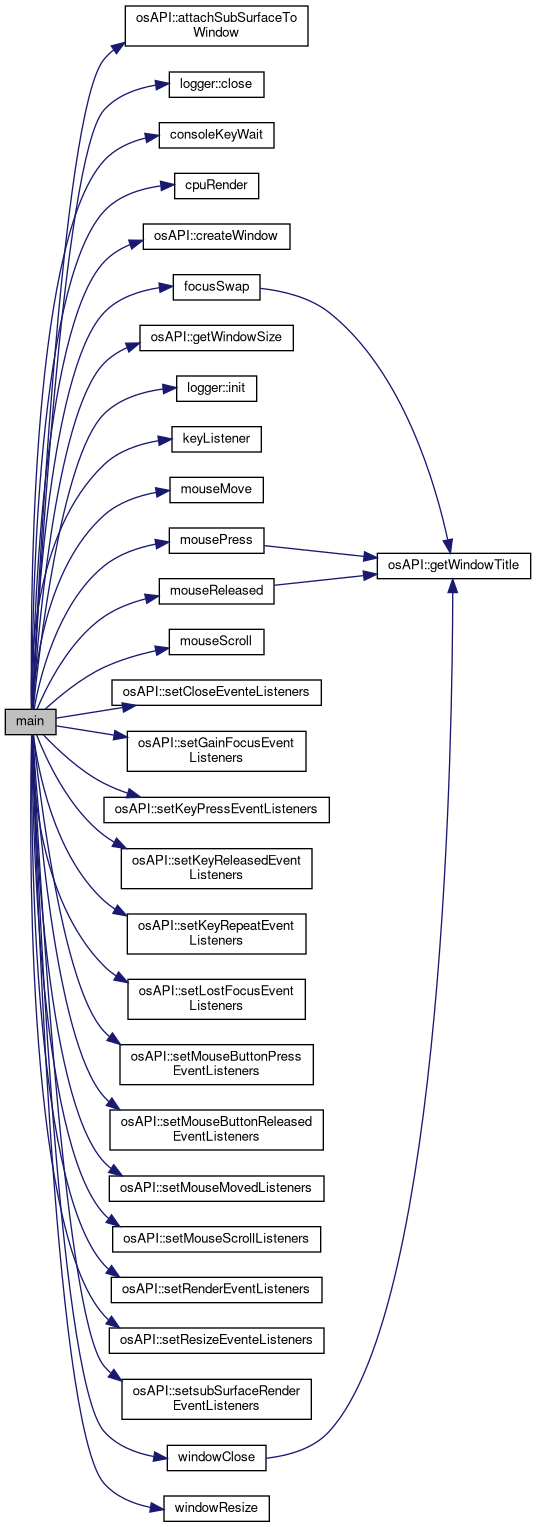 osAPI::attachSubSurfaceTo
Window
logger::close
consoleKeyWait
cpuRender
osAPI::createWindow
focusSwap
osAPI::getWindowSize
logger::init
keyListener
mouseMove
mousePress
osAPI::getWindowTitle
mouseReleased
mouseScroll
osAPI::setCloseEventeListeners
main
osAPI::setGainFocusEvent
Listeners
osAPI::setKeyPressEventListeners
osAPI::setKeyReleasedEvent
Listeners
osAPI::setKeyRepeatEvent
Listeners
osAPI::setLostFocusEvent
Listeners
osAPI::setMouseButtonPress
EventListeners
osAPI::setMouseButtonReleased
EventListeners
osAPI::setMouseMovedListeners
osAPI::setMouseScrollListeners
osAPI::setRenderEventListeners
osAPI::setResizeEventeListeners
osAPI::setsubSurfaceRender
EventListeners
windowClose
windowResize